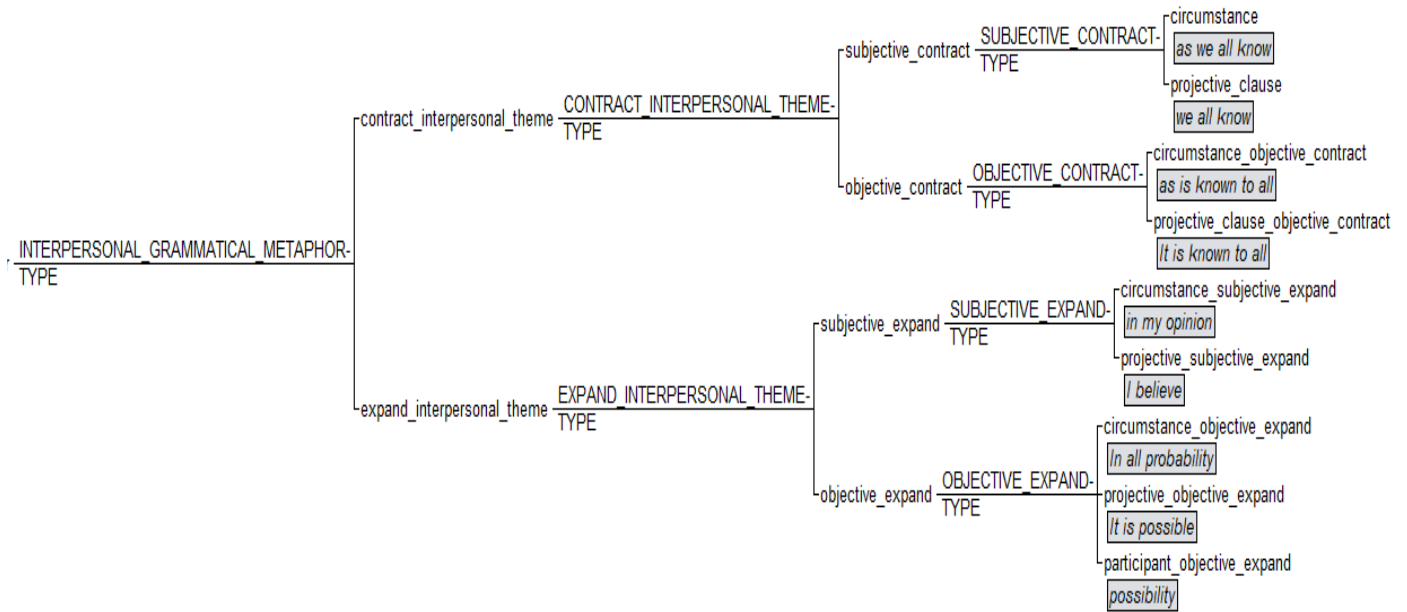 circumstance
SUBJECTIVE_CONTRACT-
subjective_contract
TYPE
as we all know
projective_clause
CONTRACT_INTERPERSONAL_THEME-
contract_interpersonal_theme
TYPE
we all know
circumstance_objective_contract
OBJECTIVE_CONTRACT-
objective_contract
TYPE
as is known to all
projective_clause_objective_contract
It is known to all
INTERPERSONAL_GRAMMATICAL_METAPHOR-
TYPE
circumstance_subjective_expand
SUBJECTIVE_EXPAND-
subjective_expand
TYPE
in my opinion
projective_subjective_expand
I believe
EXPAND_INTERPERSONAL_THEME-
expand_interpersonal_theme
TYPE
circumstance_objective_expand
In all probability
OBJECTIVE_EXPAND-
objective_expand
TYPE
projective_objective_expand
It is possible
participant_objective_expand
possibility